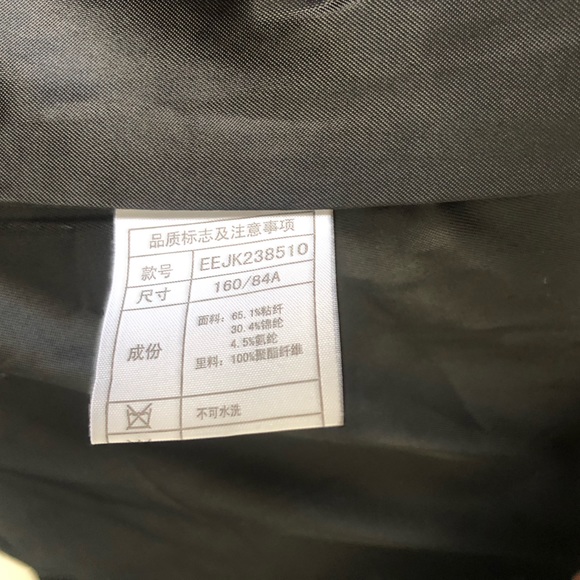 品质标志及注意事项
款号 EEJK238510
尺寸 160/84A
成份 面料：65.1%粘纤
30.4%锦纶
4.5%氨纶
里料：100%聚酯纤维
不可水洗